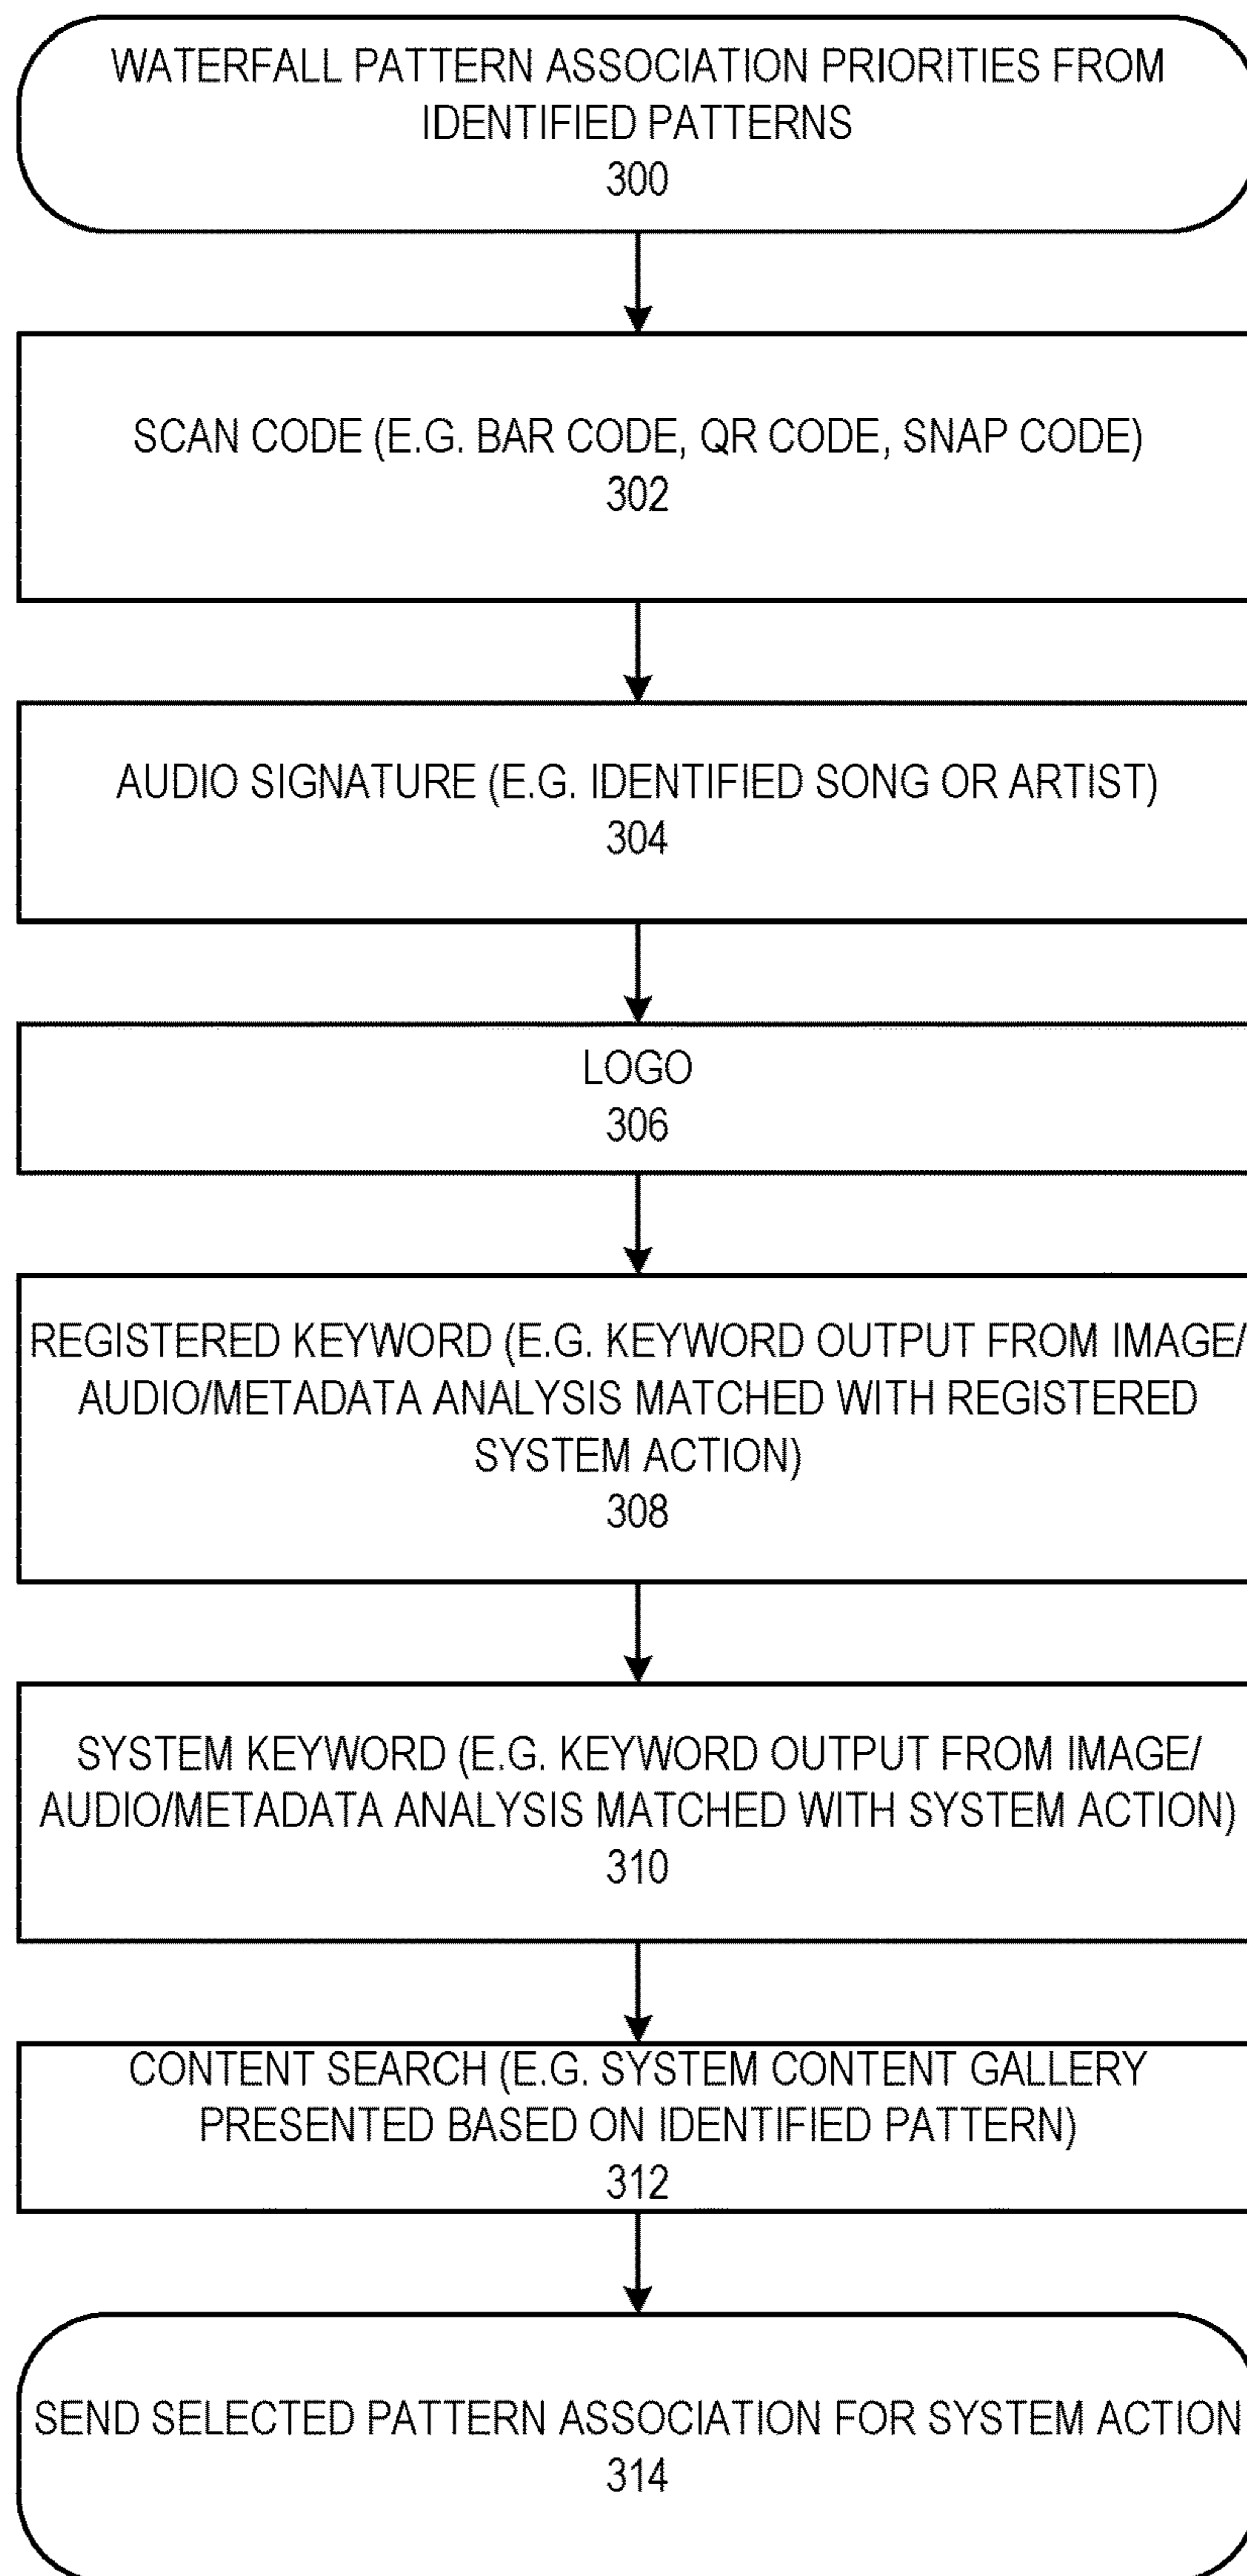 WATERFALL PATTERN ASSOCIATION PRIORITIES FROM
IDENTIFIED PATTERNS
300
SCAN CODE (E.G. BAR CODE, QR CODE, SNAP CODE)
302
AUDIO SIGNATURE (E.G. IDENTIFIED SONG OR ARTIST)
304
LOGO
306
REGISTERED KEYWORD (E.G. KEYWORD OUTPUT FROM IMAGE/
AUDIO/METADATA ANALYSIS MATCHED WITH REGISTERED
SYSTEM ACTION)
308
SYSTEM KEYWORD (E.G. KEYWORD OUTPUT FROM IMAGE/
AUDIO/METADATA ANALYSIS MATCHED WITH SYSTEM ACTION)
310
CONTENT SEARCH (E.G. SYSTEM CONTENT GALLERY
PRESENTED BASED ON IDENTIFIED PATTERN)
312
SEND SELECTED PATTERN ASSOCIATION FOR SYSTEM ACTION
314